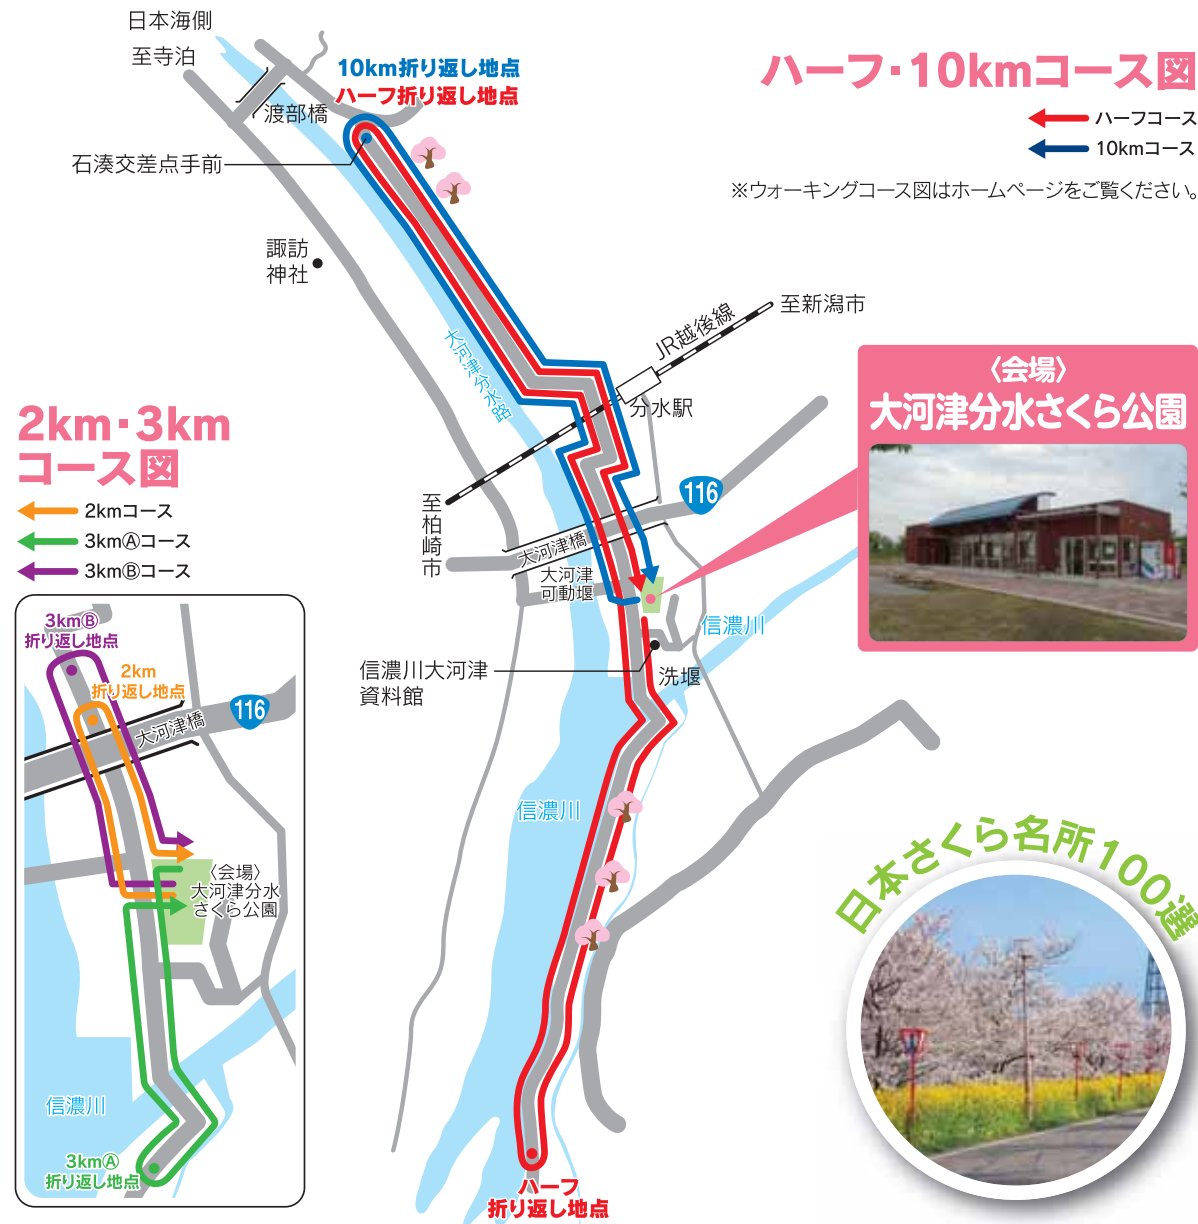 日本海側
至寺泊
渡部橋
10km折り返し地点
ハーフ折り返し地点
石湊交差点手前
諏訪
神社
ハーフ・10kmコース図
ハーフコース
10kmコース
※ウォーキングコース図はホームページをご覧ください。
大河津分水路
JR越後線
至新潟市
分水駅
至柏崎市
116
大河津橋
大河津
可動堰
〈会場〉
大河津分水さくら公園
信濃川
洗堰
信濃川大河津
資料館
信濃川
ハーフ
折り返し地点
2km・3km
コース図
2kmコース
3kmⒶコース
3kmⒷコース
3kmⒷ
折り返し地点
2km
折り返し地点
116
大河津橋
〈会場〉
大河津分水
さくら公園
信濃川
3kmⒶ
折り返し地点
日本さくら名所100選